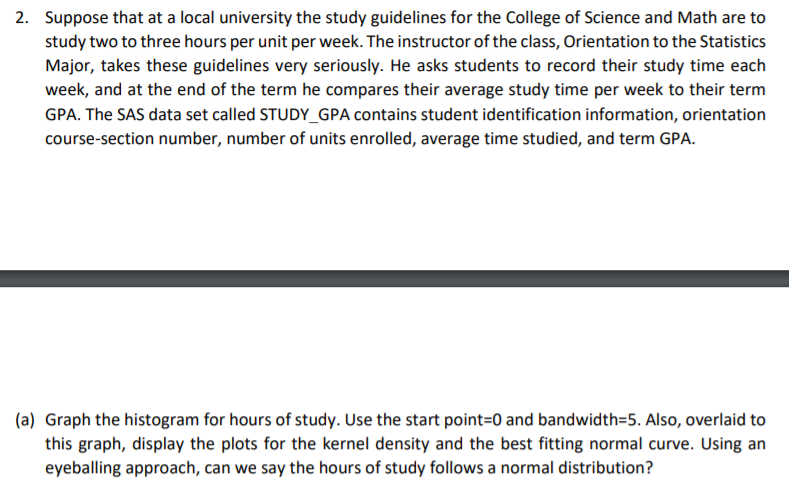 2. Suppose that at a local university the study guidelines for the College of Science and Math are to
study two to three hours per unit per week. The instructor of the class, Orientation to the Statistics
Major, takes these guidelines very seriously. He asks students to record their study time each
week, and at the end of the term he compares their average study time per week to their term
GPA. The SAS data set called STUDY_GPA contains student identification information, orientation
course-section number, number of units enrolled, average time studied, and term GPA.
(a) Graph the histogram for hours of study. Use the start point=0 and bandwidth=5. Also, overlaid to
this graph, display the plots for the kernel density and the best fitting normal curve. Using an
eyeballing approach, can we say the hours of study follows a normal distribution?